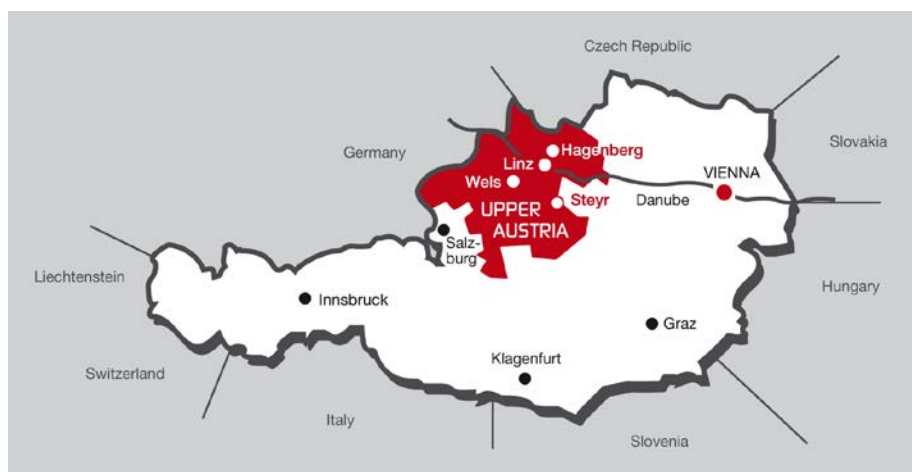 Czech Republic
Germany
Slovakia
Hagenberg
Linz
Wels
VIENNA
Steyr
Danube
UPPER
AUSTRIA
Salz-
burg
Liechtenstein
Hungary
Innsbruck
Graz
Klagenfurt
Switzerland
Italy
Slovenia